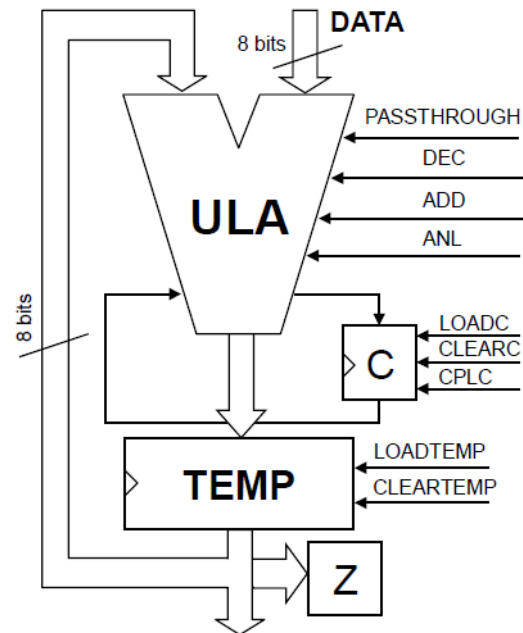 DATA
8 bits
PASSTHROUGH
DEC
ADD
ULA
ANL
8 bits
LOADC
CLEARC
C
CPLC
LOADTEMP
TEMP
CLEARTEMP
Z